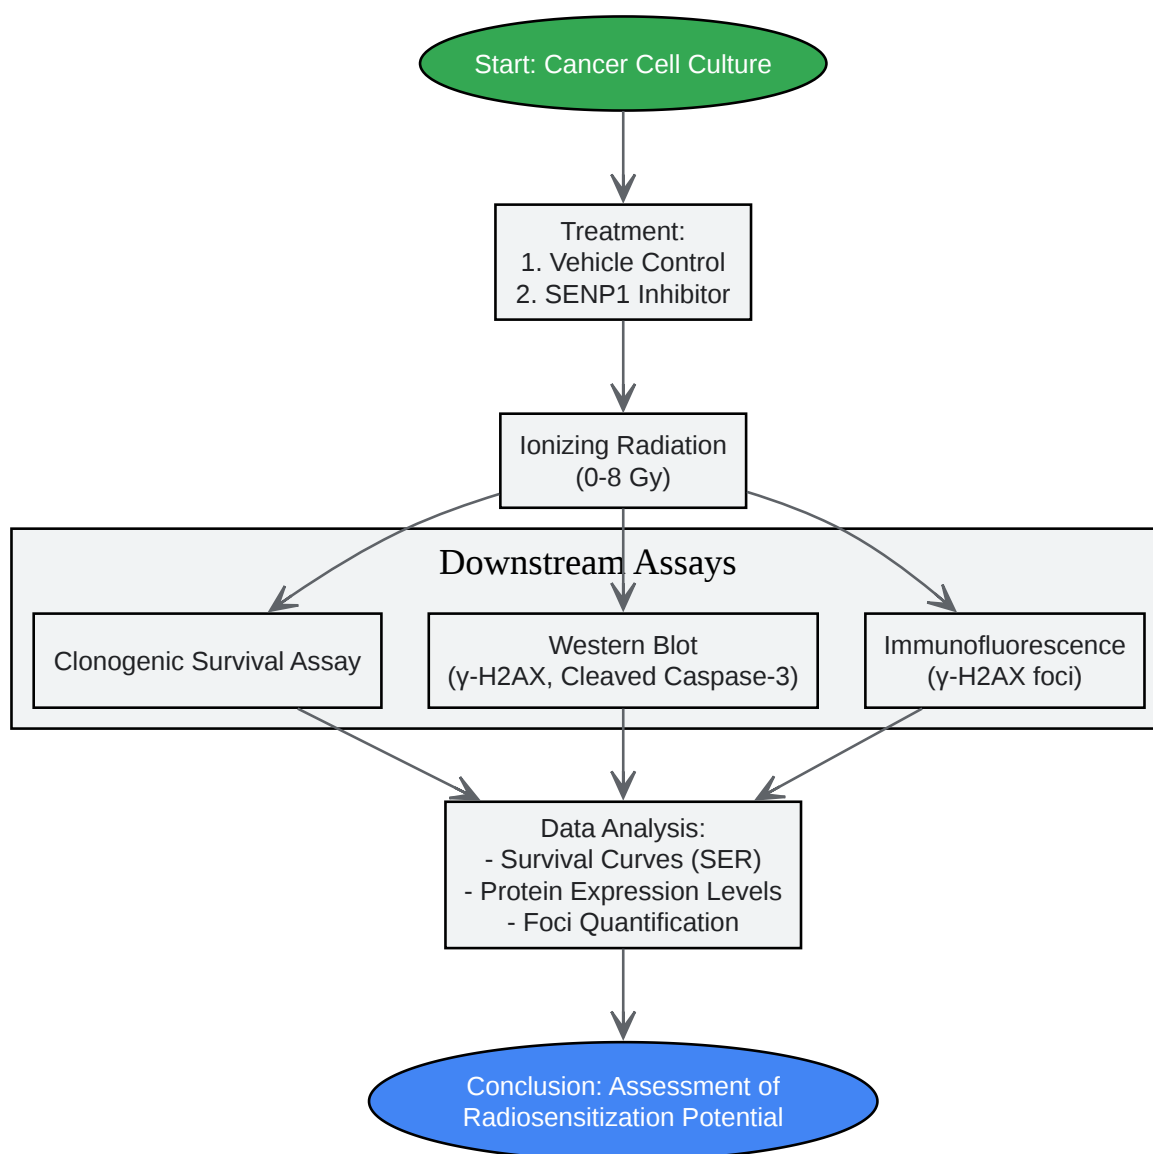 Start: Cancer Cell Culture
Treatment:
1. Vehicle Control
2. SENP1 Inhibitor
Ionizing Radiation
(0-8 Gy)
Downstream Assays
Clonogenic Survival Assay
Western Blot
(γ-H2AX, Cleaved Caspase-3)
Immunofluorescence
(γ-H2AX foci)
Data Analysis:
- Survival Curves (SER)
- Protein Expression Levels
- Foci Quantification
Conclusion: Assessment of
Radiosensitization Potential